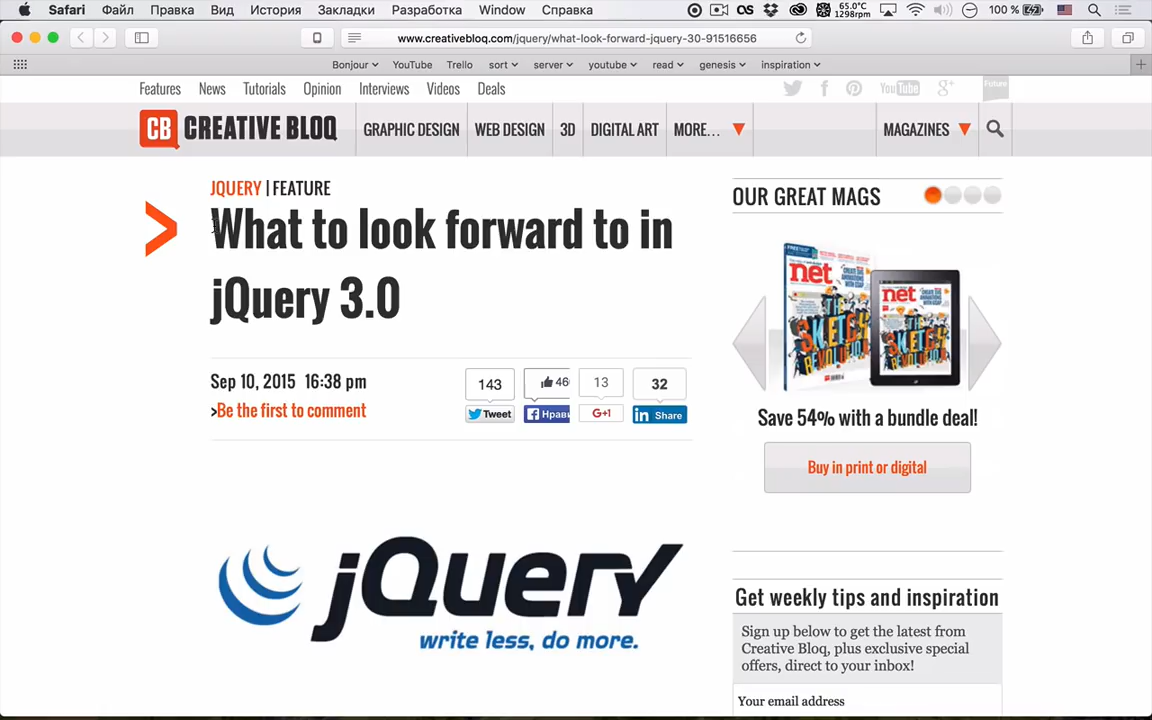 Safari Файл Правка Вид История Закладки Разработка Window Справка 65.0°C 1298rpm 100 %
www.creativebloq.com/jquery/what-look-forward-jquery-30-91516656
Bonjour YouTube Trello sort server youtube read genesis inspiration
Features News Tutorials Opinion Interviews Videos Deals You Tube g+ Future
CB CREATIVE BLOQ GRAPHIC DESIGN WEB DESIGN 3D DIGITAL ART MORE... MAGAZINES
JQUERY | FEATURE
What to look forward to in
jQuery 3.0
Sep 10, 2015 16:38 pm
>Be the first to comment
143 46 13 32
Tweet Нрави G+1 in Share
jQuery
write less, do more.
OUR GREAT MAGS
net net
Save 54% with a bundle deal!
Buy in print or digital
Get weekly tips and inspiration
Sign up below to get the latest from
Creative Bloq, plus exclusive special
offers, direct to your inbox!
Your email address